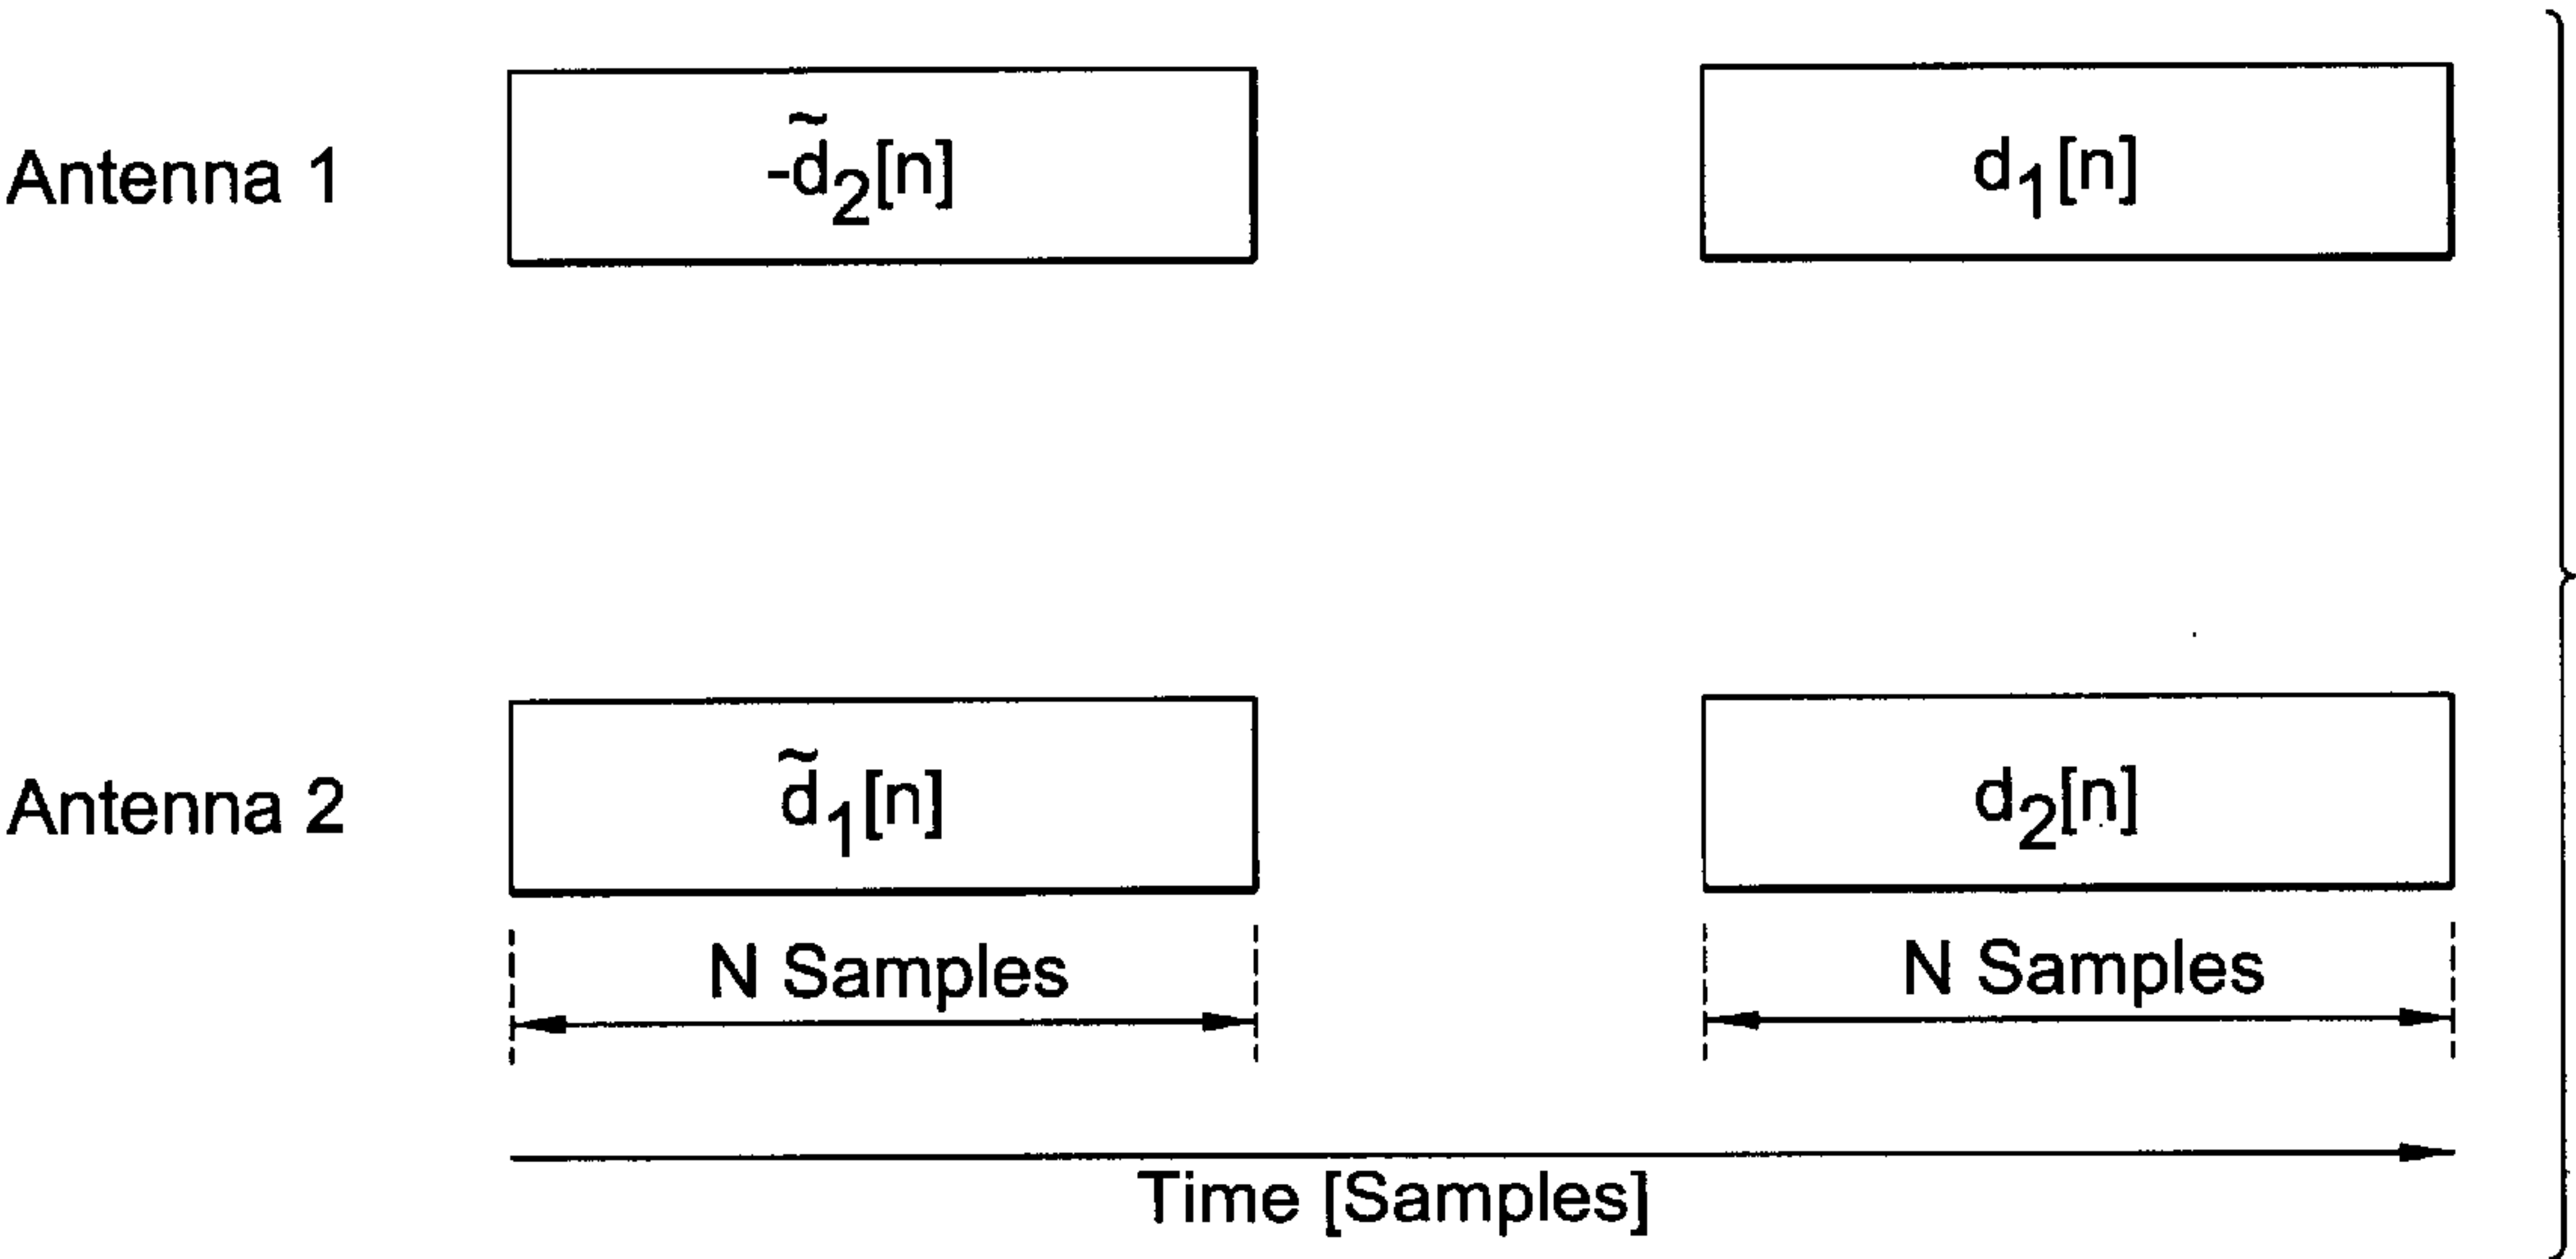 Antenna 1
-d̃₂[n]
d₁[n]
Antenna 2
d̃₁[n]
d₂[n]
N Samples
N Samples
Time [Samples]